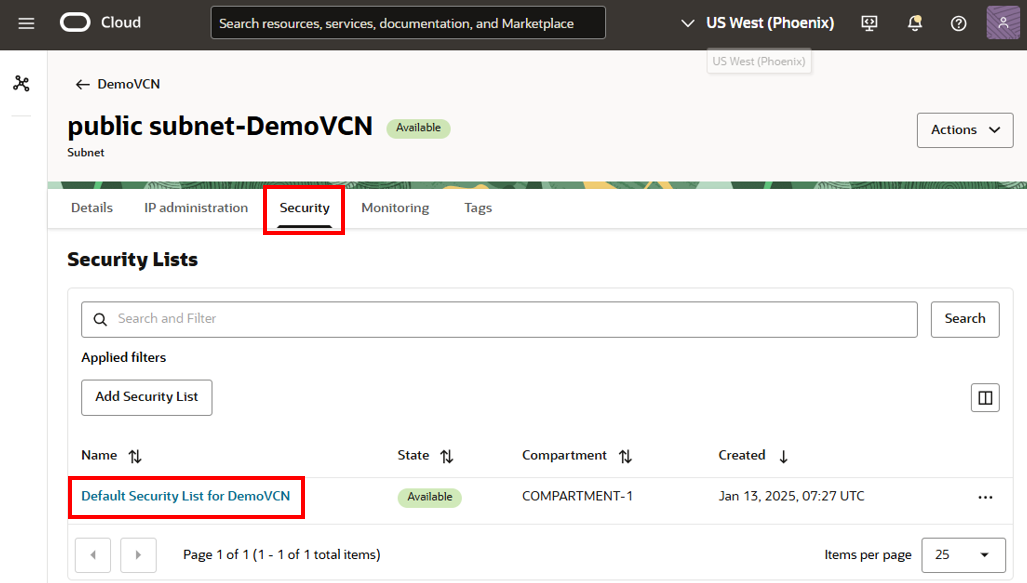 Cloud
Search resources, services, documentation, and Marketplace
US West (Phoenix)
US West (Phoenix)
DemoVCN
public subnet-DemoVCN
Available
Subnet
Actions
Details
IP administration
Security
Monitoring
Tags
Security Lists
Search and Filter
Search
Applied filters
Add Security List
Name
State
Compartment
Created
Default Security List for DemoVCN
Available
COMPARTMENT-1
Jan 13, 2025, 07:27 UTC
Page 1 of 1 (1 - 1 of 1 total items)
Items per page
25